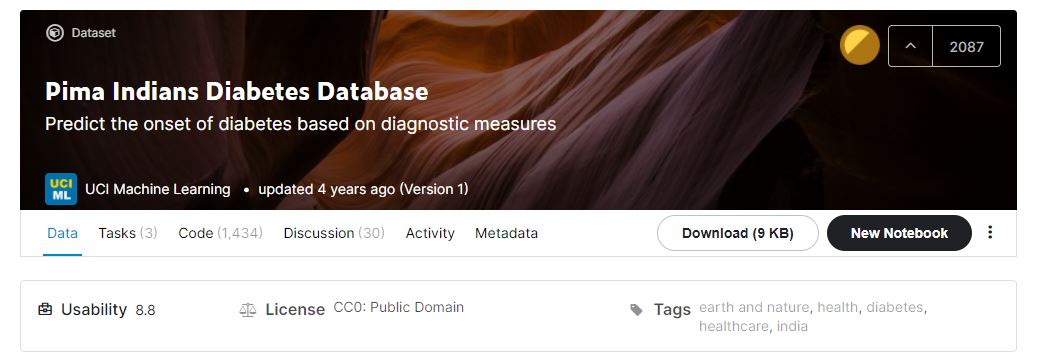 Dataset
2087
Pima Indians Diabetes Database
Predict the onset of diabetes based on diagnostic measures
UCI
ML
UCI Machine Learning • updated 4 years ago (Version 1)
Data Tasks (3) Code (1,434) Discussion (30) Activity Metadata Download (9 KB) New Notebook
Usability 8.8 License CC0: Public Domain Tags earth and nature, health, diabetes,
healthcare, india